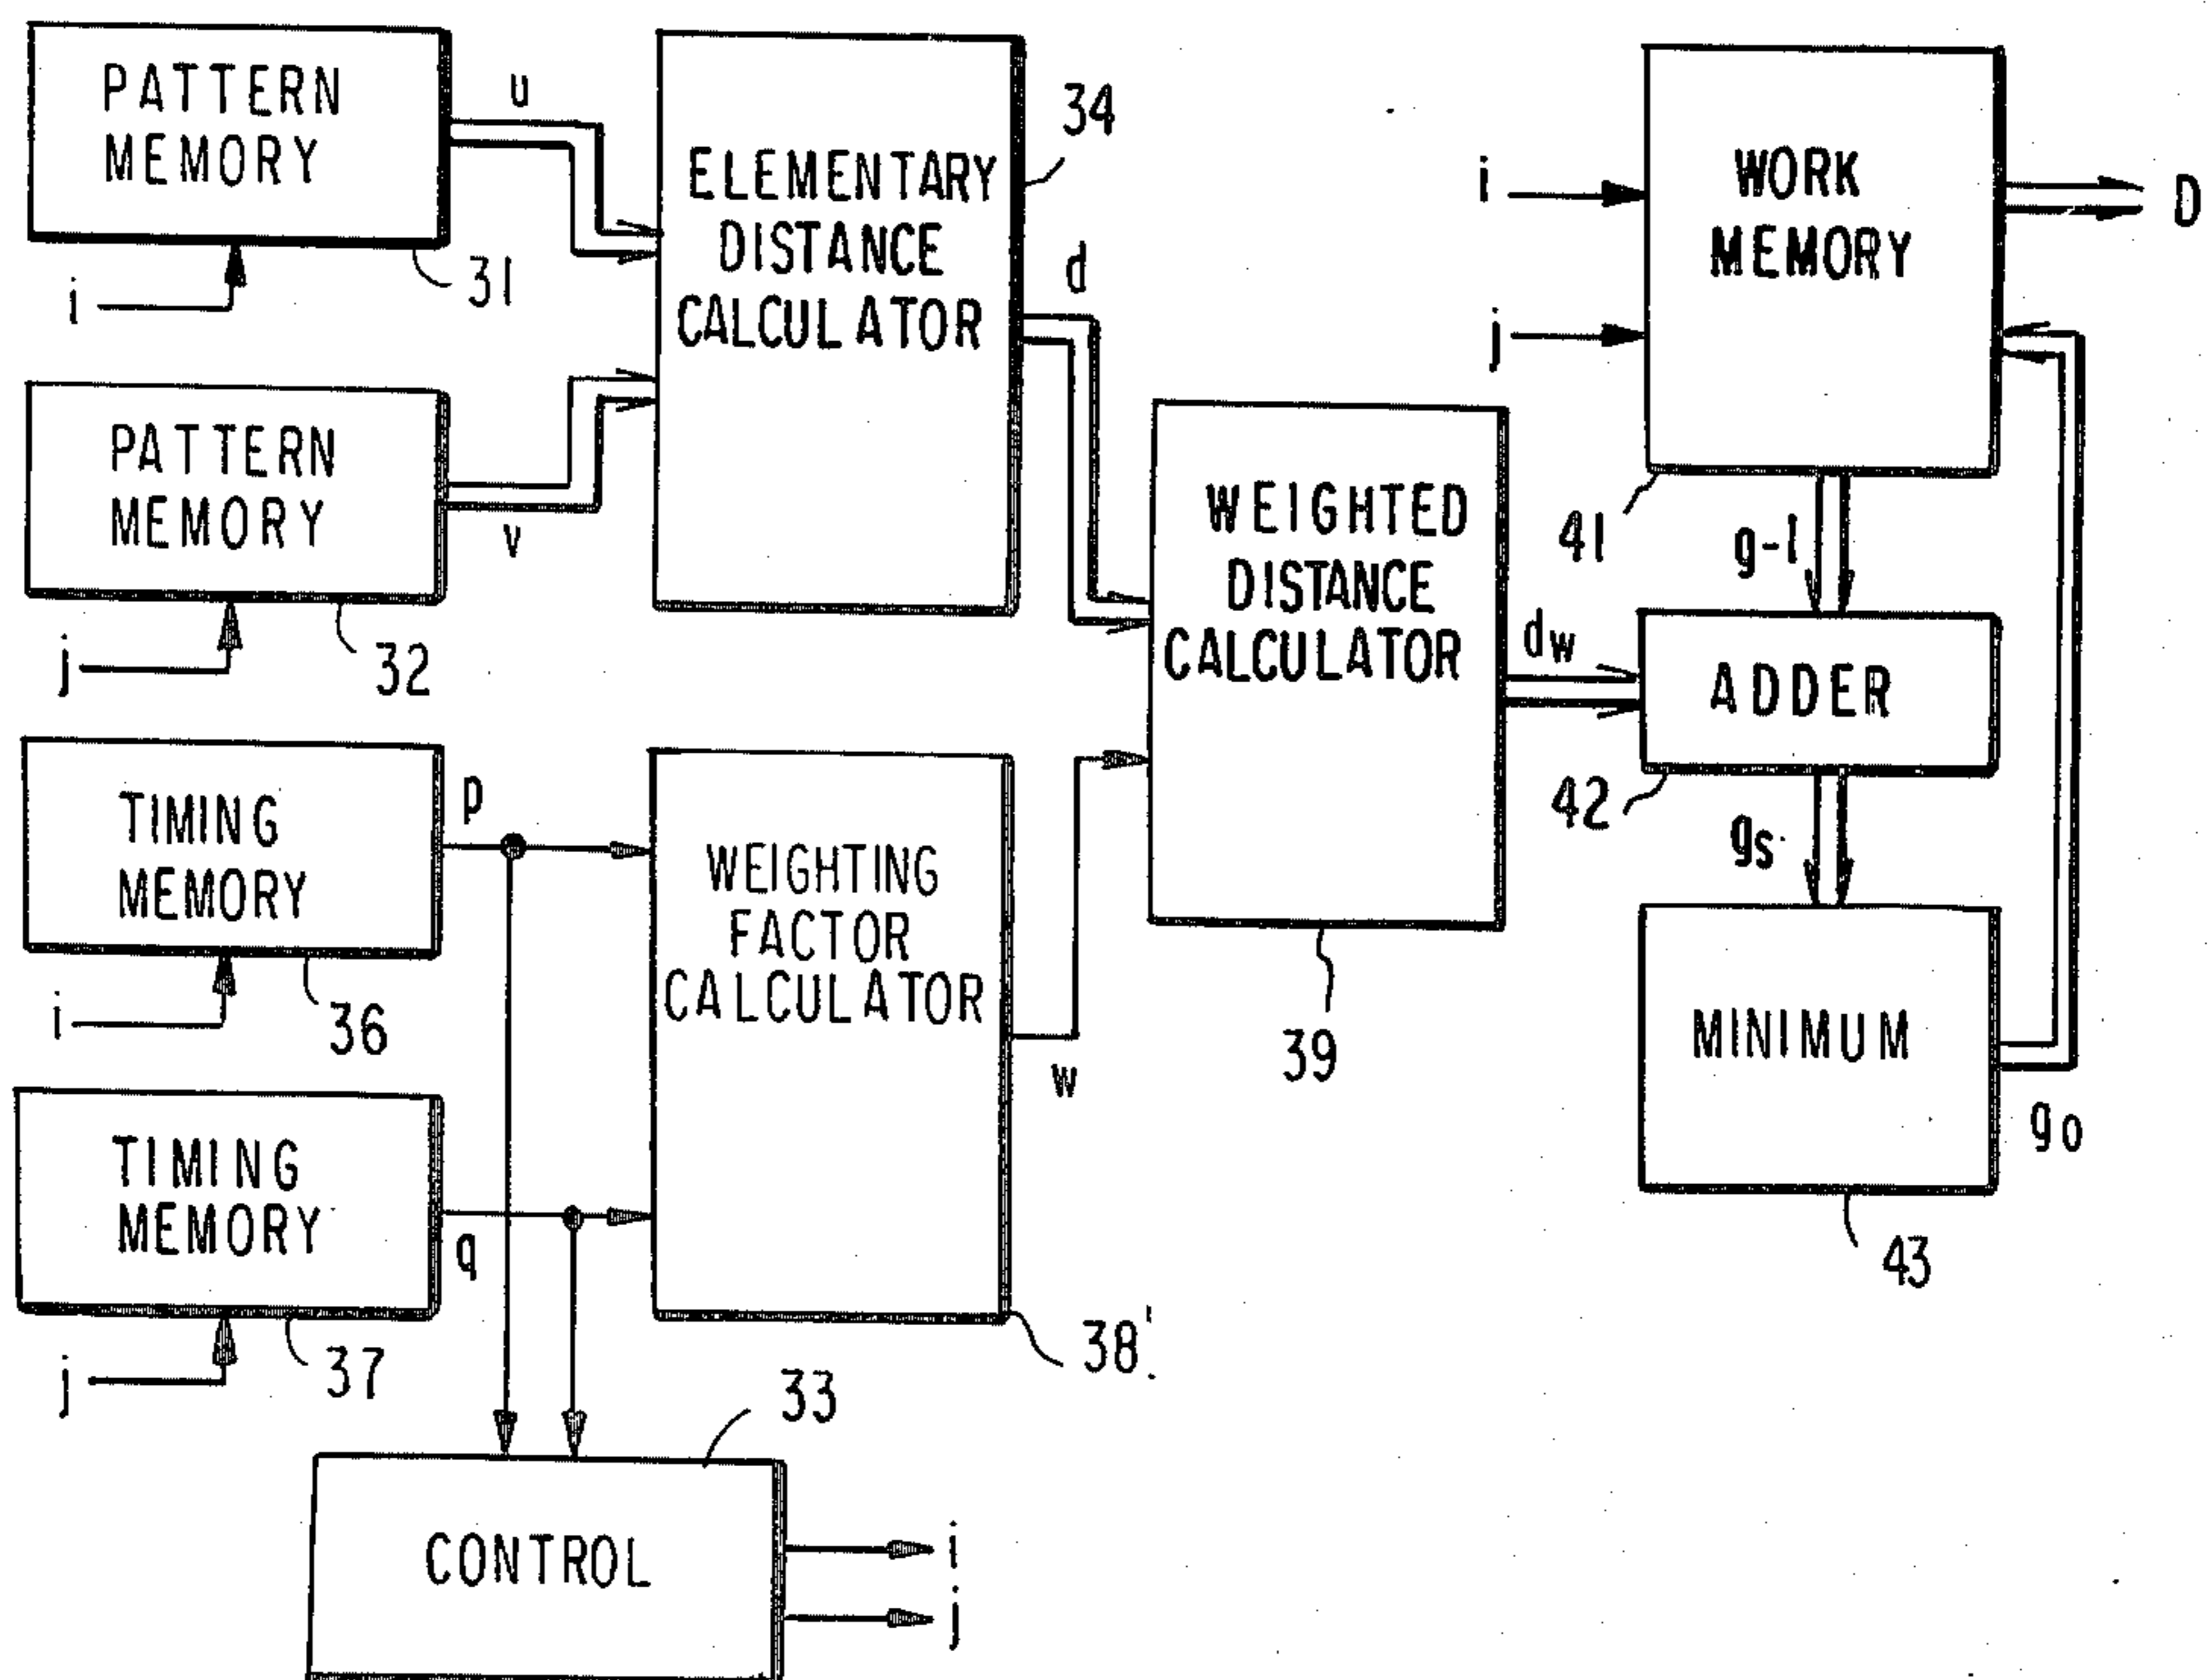 PATTERN
MEMORY
u
i
31
PATTERN
MEMORY
v
j
32
ELEMENTARY
DISTANCE
CALCULATOR
34
d
TIMING
MEMORY
p
i
36
TIMING
MEMORY
q
j
37
WEIGHTING
FACTOR
CALCULATOR
38'
w
33
CONTROL
i
j
WEIGHTED
DISTANCE
CALCULATOR
39
dw
i
j
WORK
MEMORY
D
41
g-1
ADDER
42
gs
MINIMUM
go
43